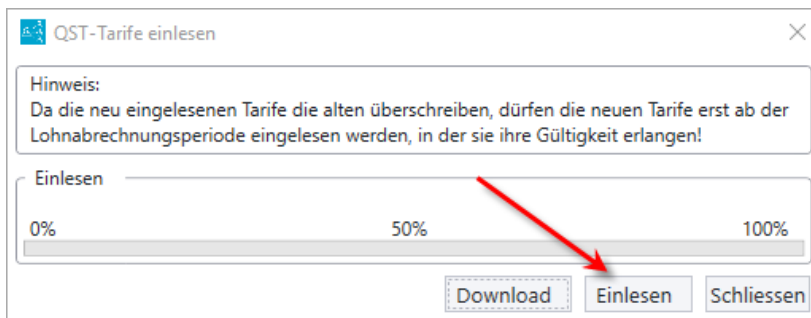 QST-Tarife einlesen
Hinweis:
Da die neu eingelesenen Tarife die alten überschreiben, dürfen die neuen Tarife erst ab der
Lohnabrechnungsperiode eingelesen werden, in der sie ihre Gültigkeit erlangen!
Einlesen
0% 50% 100%
Download Einlesen Schliessen